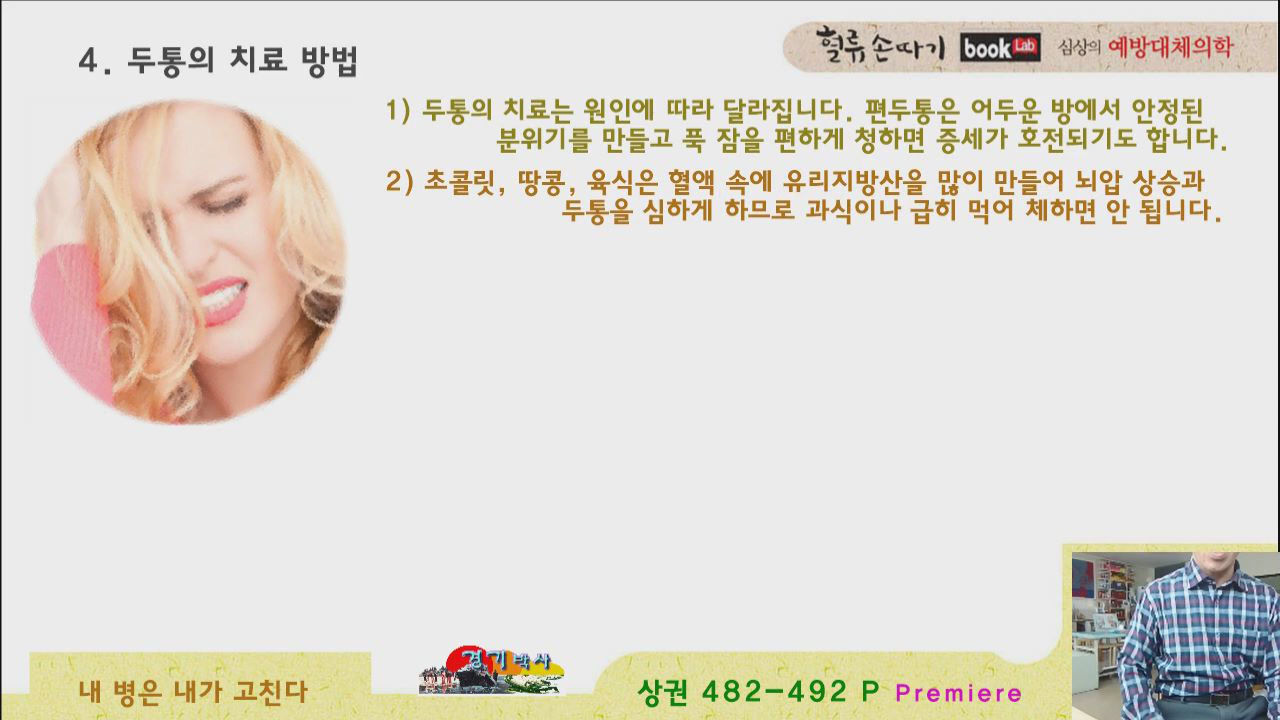 4. 두통의 치료 방법
혈류 손따기 book Lab 심상의 예방대체의학
1) 두통의 치료는 원인에 따라 달라집니다. 편두통은 어두운 방에서 안정된
분위기를 만들고 푹 잠을 편하게 청하면 증세가 호전되기도 합니다.
2) 초콜릿, 땅콩, 육식은 혈액 속에 유리지방산을 많이 만들어 뇌압 상승과
두통을 심하게 하므로 과식이나 급히 먹어 체하면 안 됩니다.
경기박사
내 병은 내가 고친다
상권 482-492 P Premiere